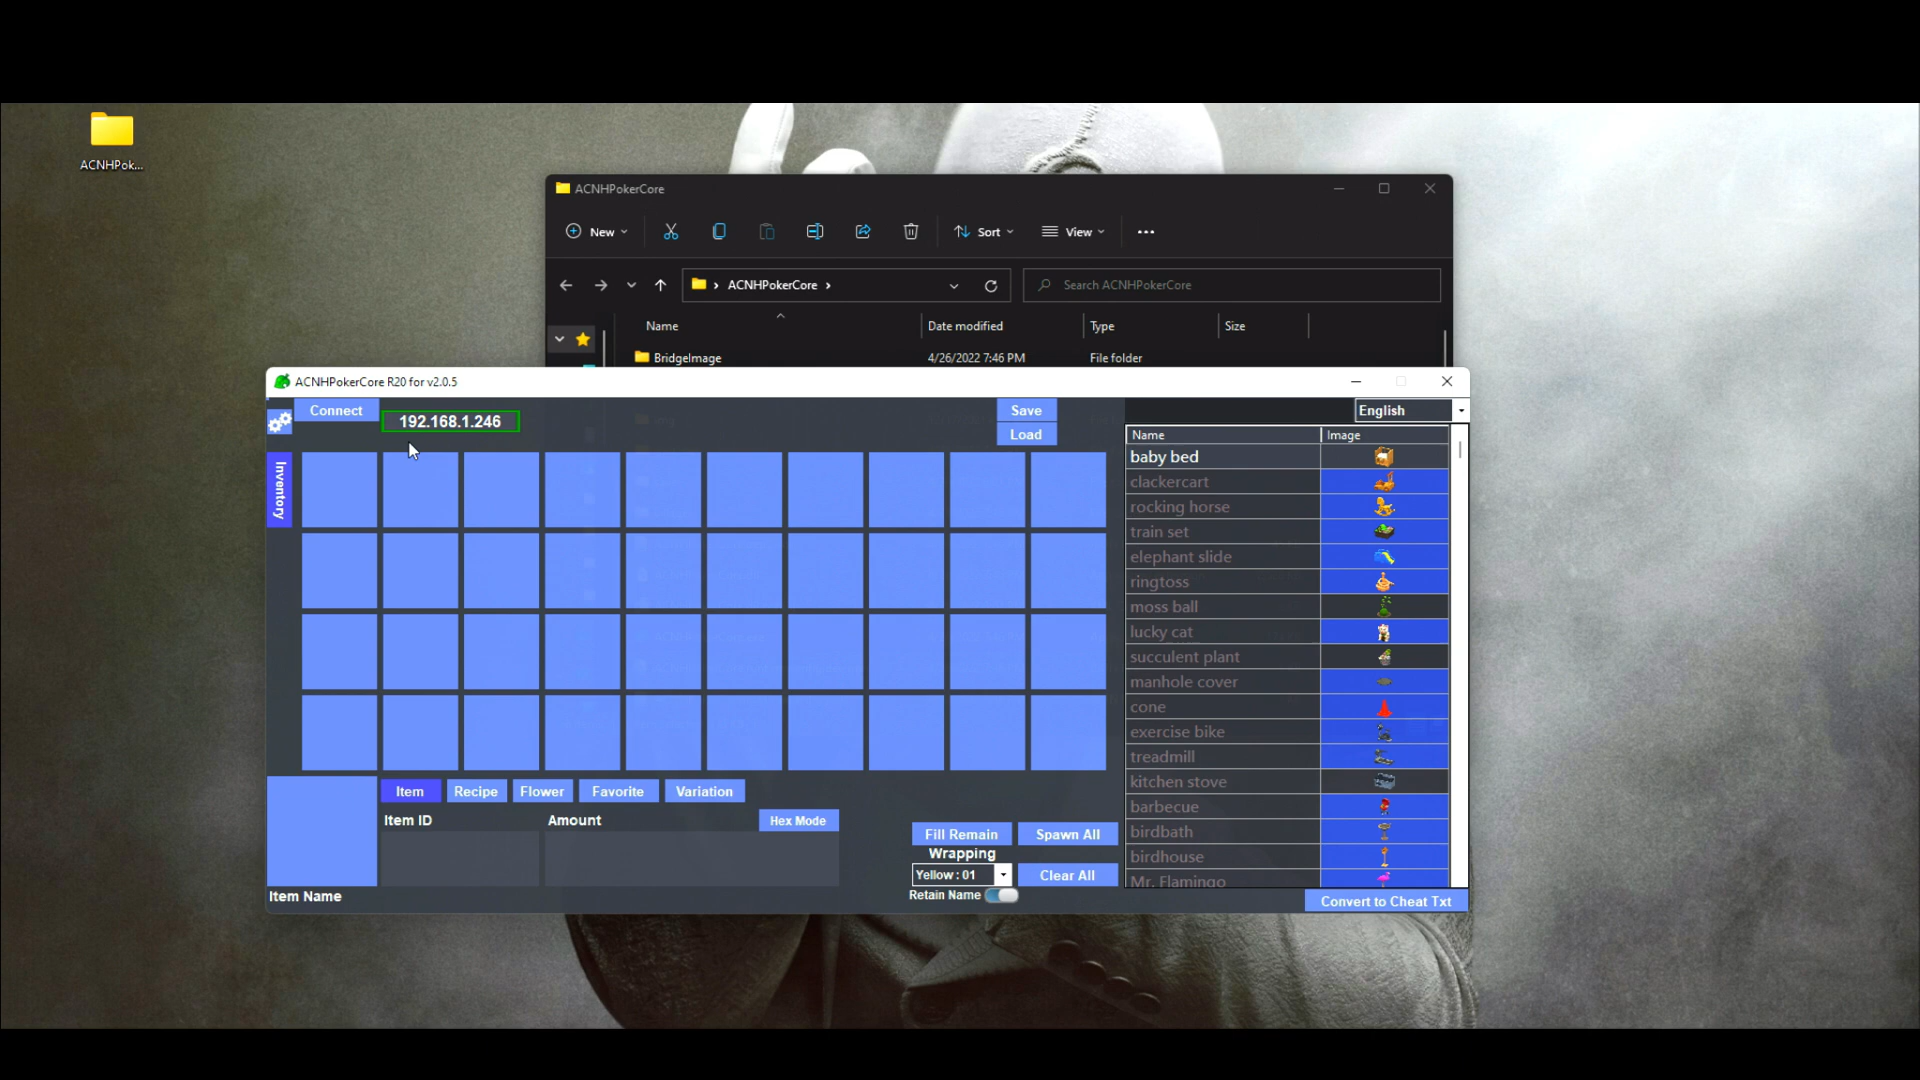 ACNHPok...
ACNHPokerCore
New
Sort
View
ACNHPokerCore
Search ACNHPokerCore
Name
Date modified
Type
Size
BridgeImage
4/26/2022 7:46 PM
File folder
ACNHPokerCore R20 for v2.0.5
Connect
192.168.1.246
Save
Load
English
Inventory
Name
Image
baby bed
clackercart
rocking horse
train set
elephant slide
ringtoss
moss ball
lucky cat
succulent plant
manhole cover
cone
exercise bike
treadmill
kitchen stove
barbecue
birdbath
birdhouse
Mr. Flamingo
Item
Recipe
Flower
Favorite
Variation
Item ID
Amount
Hex Mode
Fill Remain
Spawn All
Wrapping
Yellow : 01
Clear All
Retain Name
Item Name
Convert to Cheat Txt